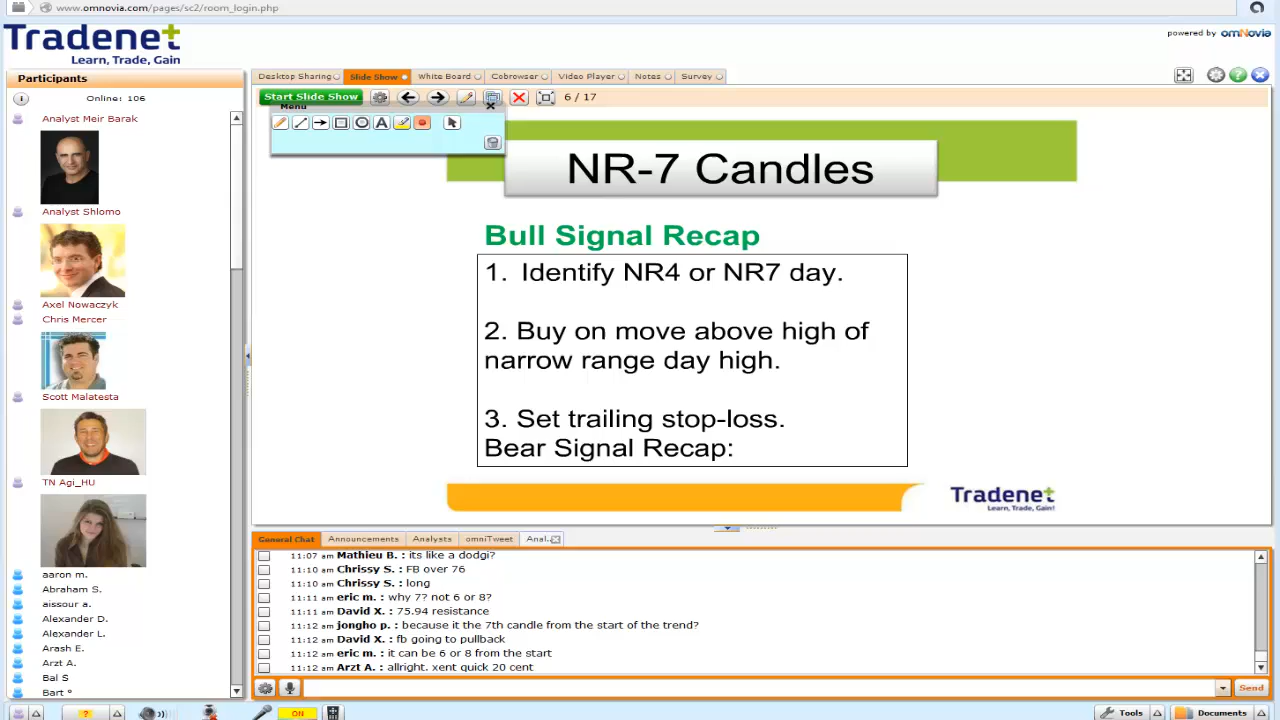 www.omnovia.com/pages/sc2/room_login.php
Tradenet
Learn, Trade, Gain
powered by omNovia
Participants
Online: 106
Analyst Meir Barak
Analyst Shlomo
Axel Nowaczyk
Chris Mercer
Scott Malatesta
TN Agi_HU
aaron m.
Abraham S.
aissour a.
Alexander D.
Alexander L.
Arash E.
Arzt A.
Bal S
Bart °
Desktop Sharing
Slide Show
White Board
Cobrowser
Video Player
Notes
Survey
Start Slide Show
6 / 17
Menu
A
NR-7 Candles
Bull Signal Recap
1. Identify NR4 or NR7 day.
2. Buy on move above high of
narrow range day high.
3. Set trailing stop-loss.
Bear Signal Recap:
Tradenet
Learn, Trade, Gain!
General Chat
Announcements
Analysts
omniTweet
Anal..
11:07 am Mathieu B. : its like a dodgi?
11:10 am Chrissy S. : FB over 76
11:10 am Chrissy S. : long
11:11 am eric m. : why 7? not 6 or 8?
11:11 am David X. : 75.94 resistance
11:12 am jongho p. : because it the 7th candle from the start of the trend?
11:12 am David X. : fb going to pullback
11:12 am eric m. : it can be 6 or 8 from the start
11:12 am Arzt A. : allright. xent quick 20 cent
Send
?
ON
Tools
Documents